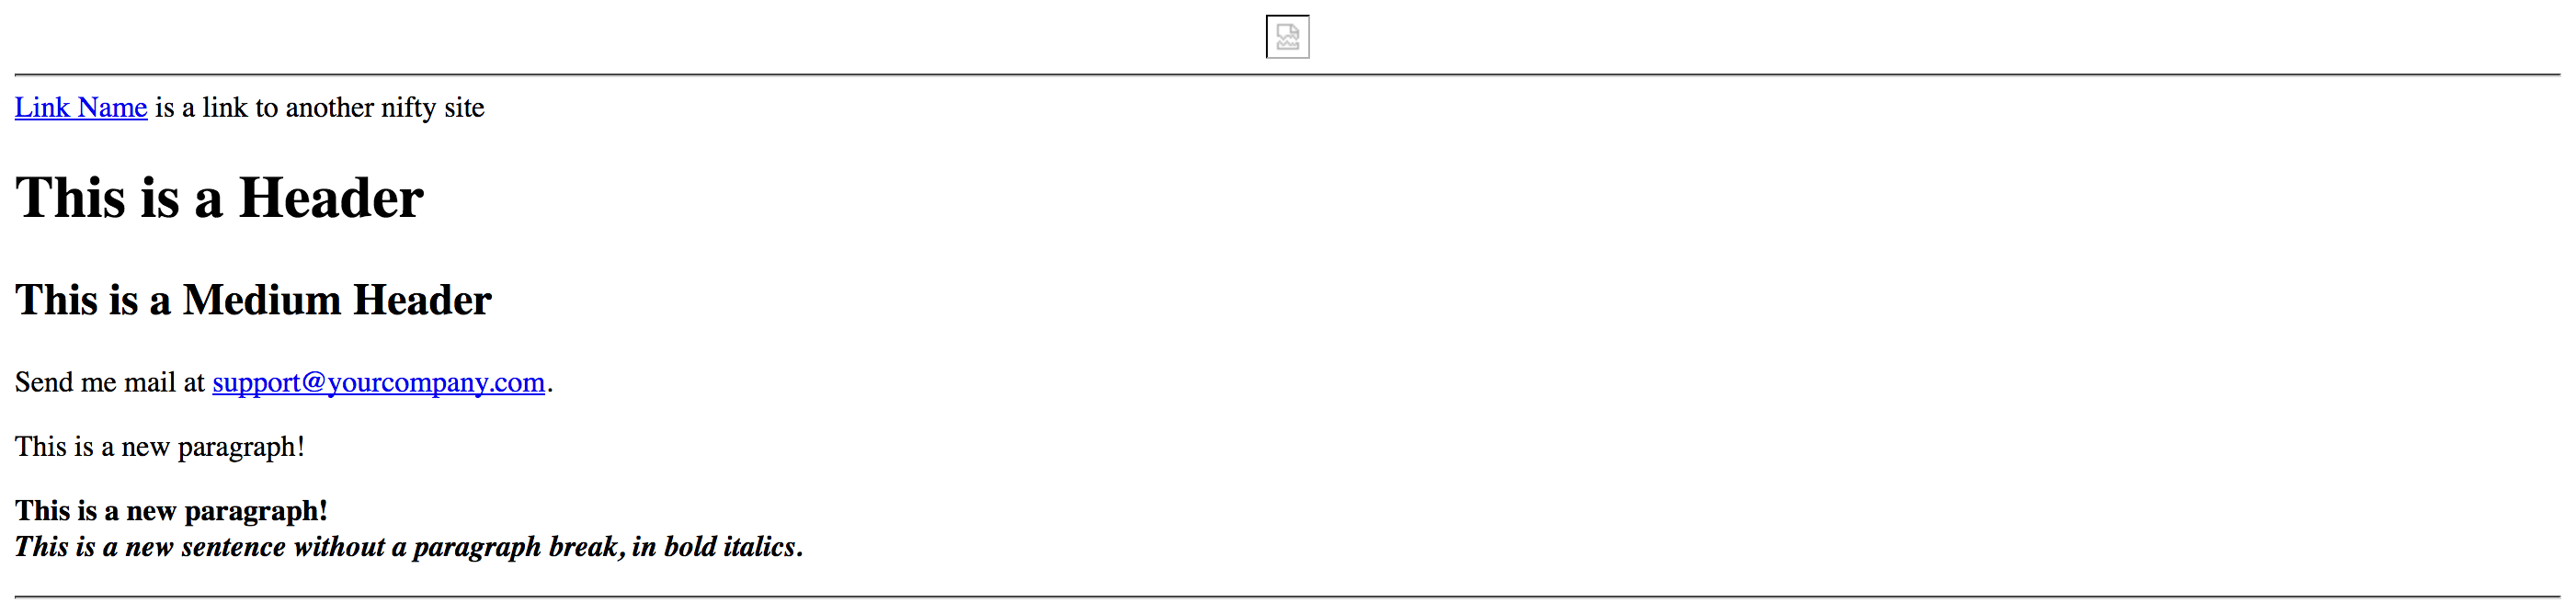 Link Name is a link to another nifty site
This is a Header
This is a Medium Header
Send me mail at support@yourcompany.com.
This is a new paragraph!
This is a new paragraph!
This is a new sentence without a paragraph break, in bold italics.